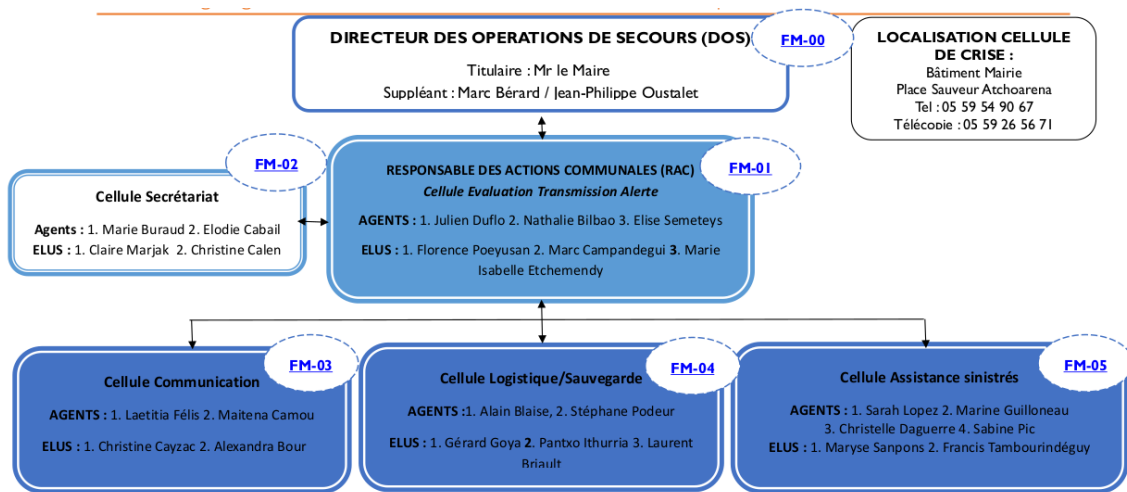 DIRECTEUR DES OPERATIONS DE SECOURS (DOS)
FM-00
Titulaire : Mr le Maire
Suppléant : Marc Bérard / Jean-Philippe Oustalet
LOCALISATION CELLULE
DE CRISE :
Bâtiment Mairie
Place Sauveur Atchoarena
Tel : 05 59 54 90 67
Télécopie : 05 59 26 56 71
FM-02
Cellule Secrétariat
Agents : 1. Marie Buraud 2. Elodie Cabail
ELUS : 1. Claire Marjak 2. Christine Calen
FM-01
RESPONSABLE DES ACTIONS COMMUNALES (RAC)
Cellule Evaluation Transmission Alerte
AGENTS : 1. Julien Duflo 2. Nathalie Bilbao 3. Elise Semeteys
ELUS : 1. Florence Poeyusan 2. Marc Campandegui 3. Marie
Isabelle Etchemendy
FM-03
Cellule Communication
AGENTS : 1. Laetitia Félis 2. Maitena Camou
ELUS : 1. Christine Cayzac 2. Alexandra Bour
FM-04
Cellule Logistique/Sauvegarde
AGENTS :1. Alain Blaise, 2. Stéphane Podeur
ELUS : 1. Gérard Goya 2. Pantxo Ithurria 3. Laurent
Briault
FM-05
Cellule Assistance sinistrés
AGENTS : 1. Sarah Lopez 2. Marine Guilloneau
3. Christelle Daguerre 4. Sabine Pic
ELUS : 1. Maryse Sanpons 2. Francis Tambourindéguy